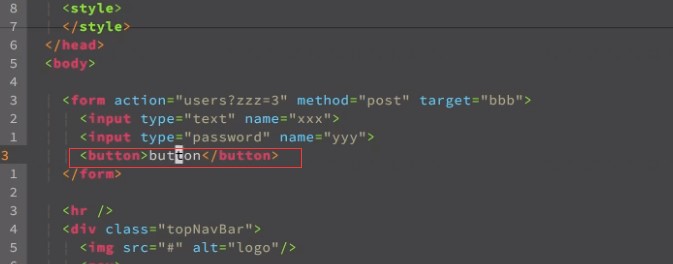 8 <style>
7 </style>
6 </head>
5 <body>
4
3 <form action="users?zzz=3" method="post" target="bbb">
2 <input type="text" name="xxx">
1 <input type="password" name="yyy">
3 <button>button</button>
1 </form>
2
3 <hr />
4 <div class="topNavBar">
5 <img src="#" alt="logo"/>